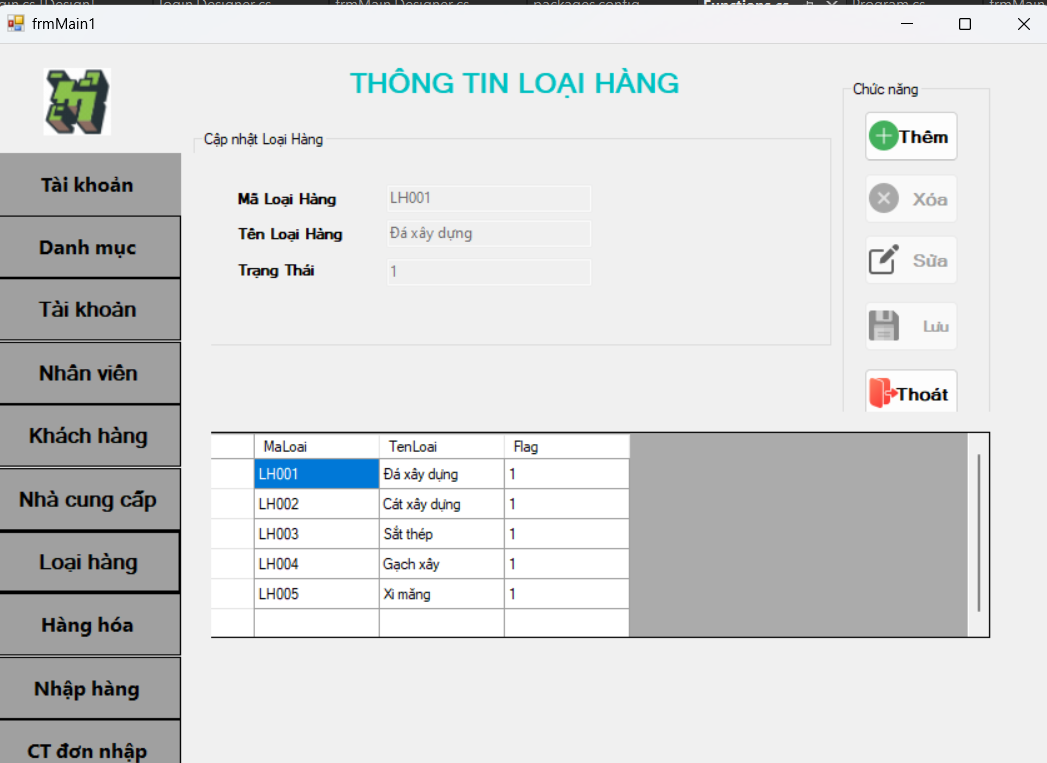 frmMain1
THÔNG TIN LOẠI HÀNG
Chức năng
Cập nhật Loại Hàng
Thêm
Xóa
Sửa
Lưu
Thoát
Mã Loại Hàng
LH001
Tên Loại Hàng
Đá xây dựng
Trạng Thái
1
Tài khoản
Danh mục
Tài khoản
Nhân viên
Khách hàng
Nhà cung cấp
Loại hàng
Hàng hóa
Nhập hàng
CT đơn nhập
MaLoai TenLoai Flag
LH001 Đá xây dựng 1
LH002 Cát xây dựng 1
LH003 Sắt thép 1
LH004 Gạch xây 1
LH005 Xi măng 1